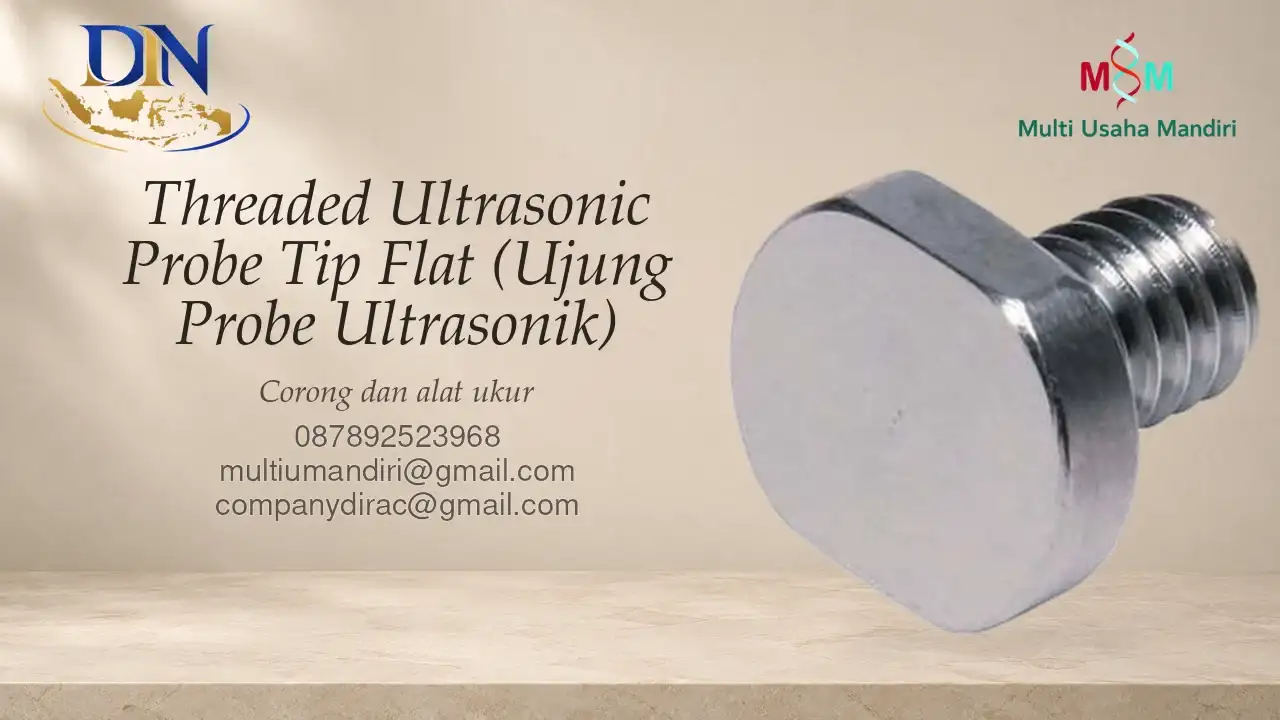 DN
MSM
Multi Usaha Mandiri
Threaded Ultrasonic
Probe Tip Flat (Ujung
Probe Ultrasonik)
Corong dan alat ukur
087892523968
multiumandiri@gmail.com
companydirac@gmail.com